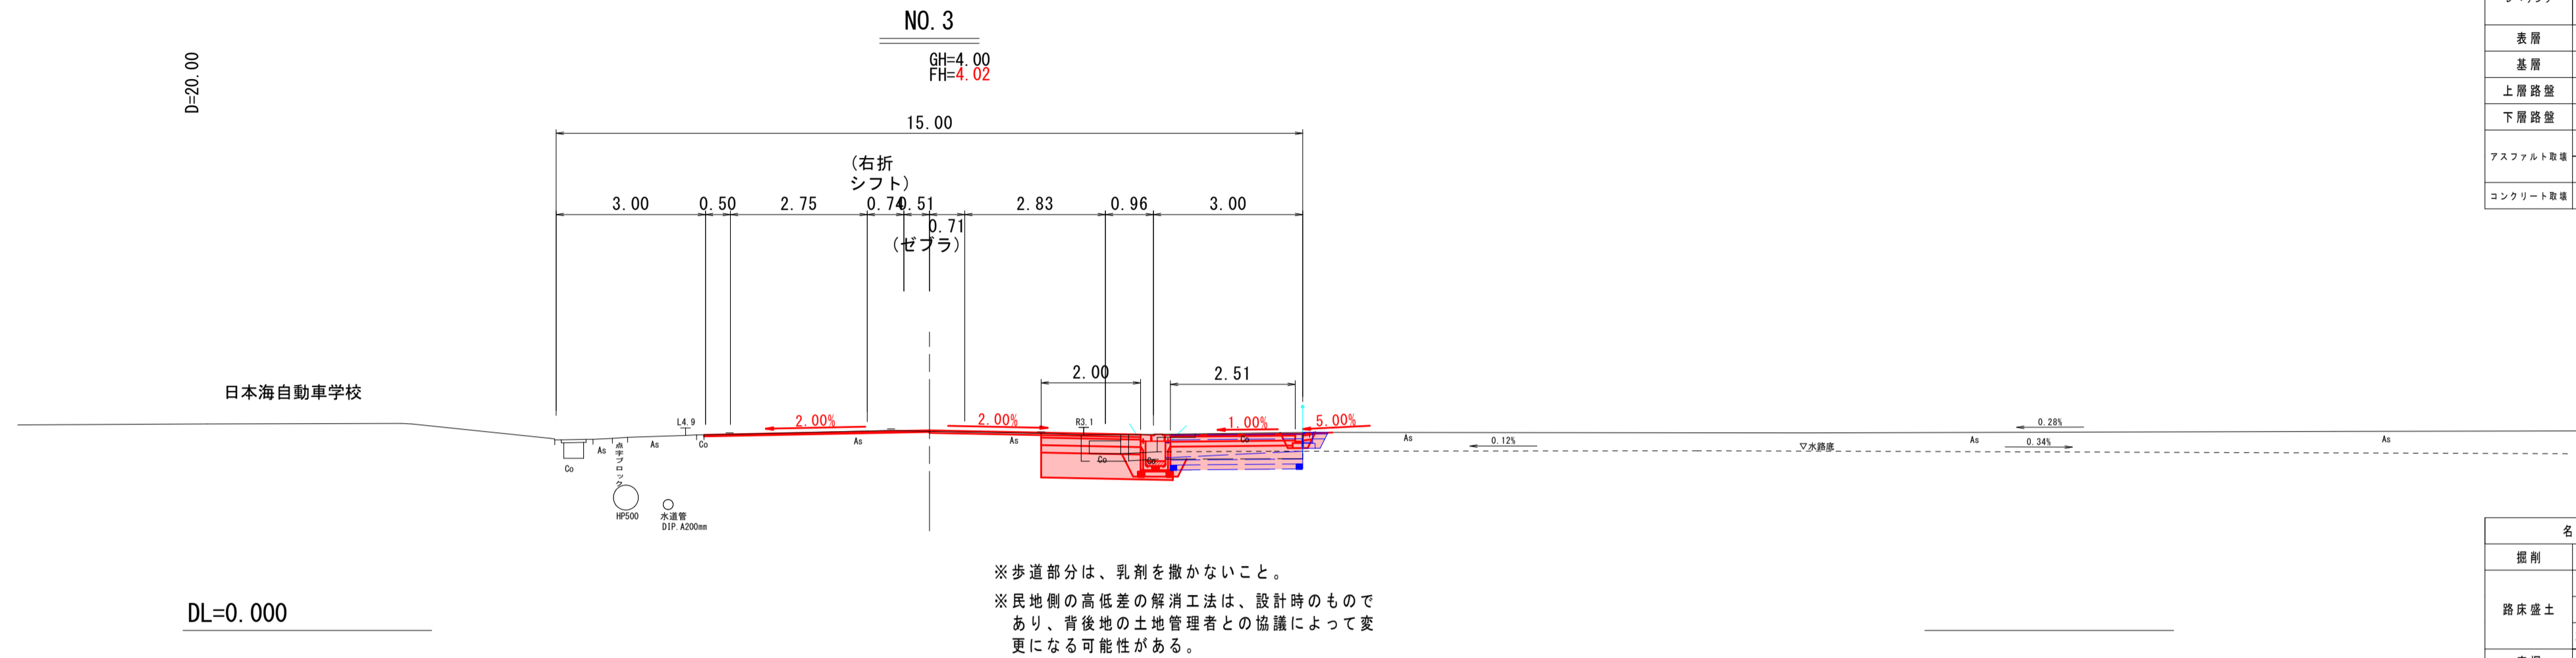 NO.3
GH=4.00
FH=4.02
D=20.00
15.00
(右折
シフト)
3.00 0.50 2.75 0.74 0.51 2.83 0.96 3.00
0.71
(ゼブラ)
2.00 2.51
日本海自動車学校
L4.9 2.00% 2.00% R3.1 1.00% 5.00% 0.28%
As As Co As As Co Co Co As 0.12% ▽水路底 As 0.34% As
Co
点字ブロック
HP500
水道管
DIP.A200mm
※歩道部分は、乳剤を撒かないこと。
※民地側の高低差の解消工法は、設計時のもので
あり、背後地の土地管理者との協議によって変
更になる可能性がある。
DL=0.000
表層
基層
上層路盤
下層路盤
アスファルト取壊
コンクリート取壊
名
掘削
路床盛土